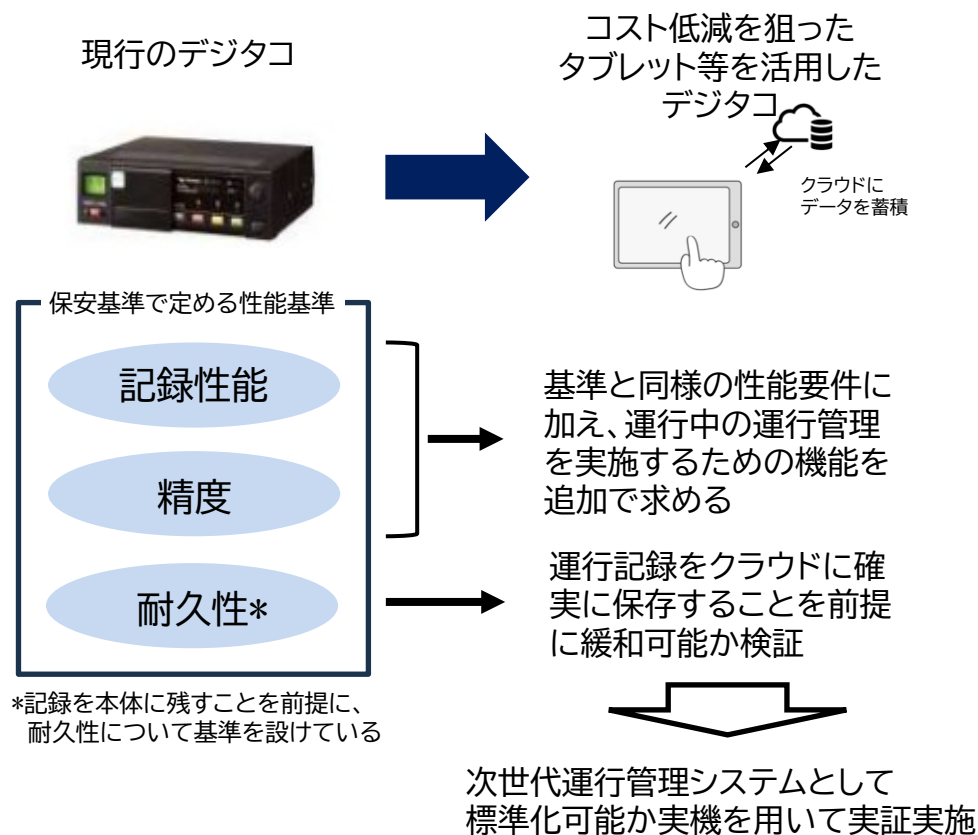 現行のデジタコ
コスト低減を狙った
タブレット等を活用した
デジタコ
クラウドに
データを蓄積
保安基準で定める性能基準
記録性能
精度
耐久性*
基準と同様の性能要件に
加え、運行中の運行管理
を実施するための機能を
追加で求める
運行記録をクラウドに確
実に保存することを前提
に緩和可能か検証
*記録を本体に残すことを前提に、
耐久性について基準を設けている
次世代運行管理システムとして
標準化可能か実機を用いて実証実施